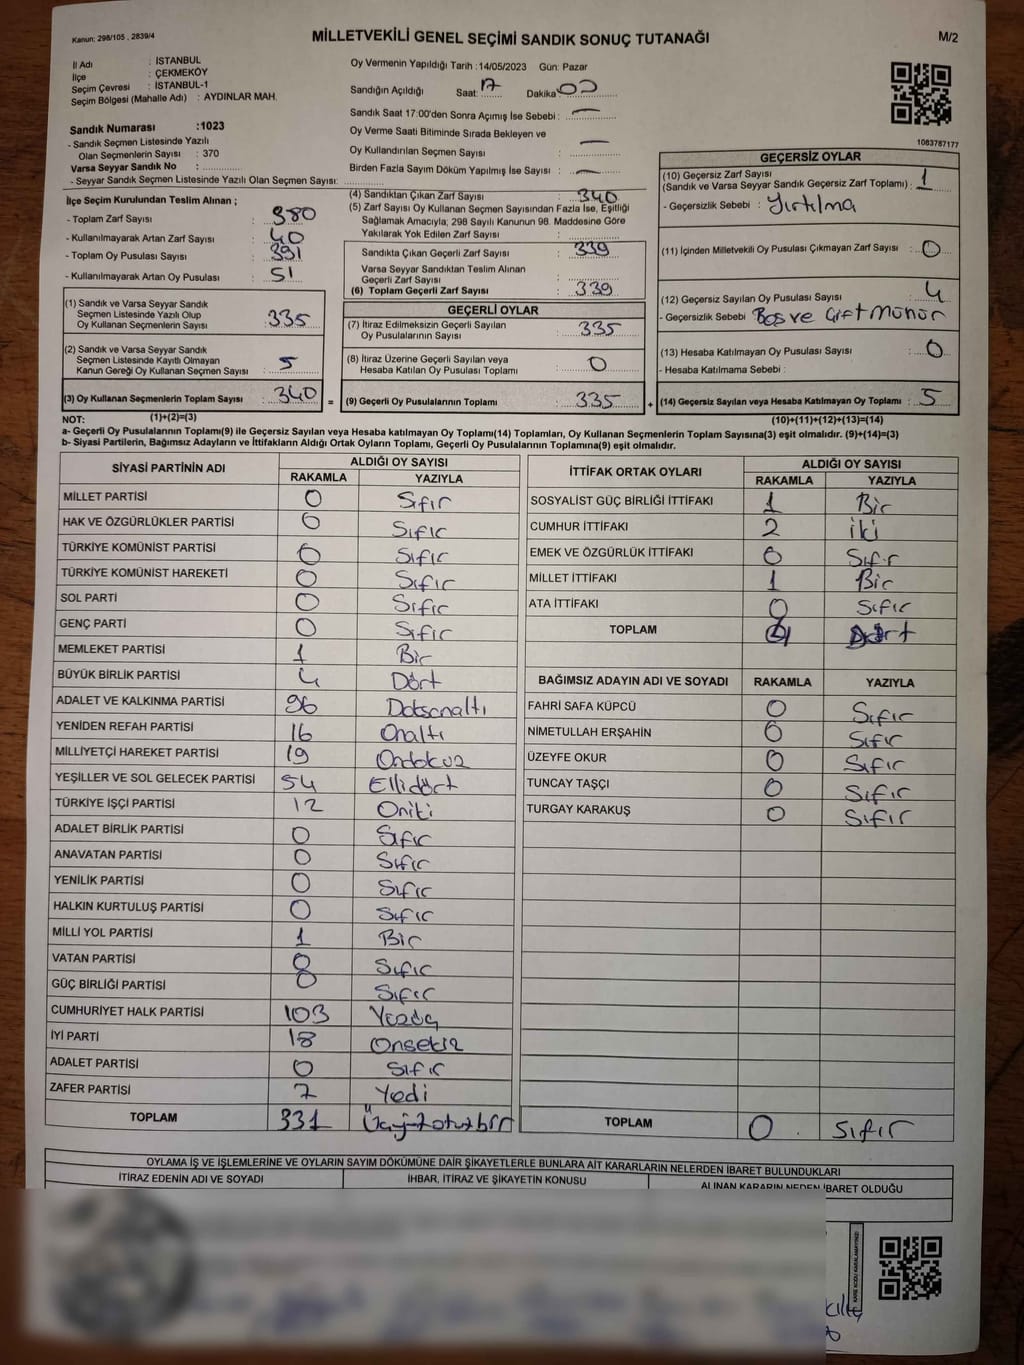 Kanun: 298/105 , 2839/4
MİLLETVEKİLİ GENEL SEÇİMİ SANDIK SONUÇ TUTANAĞI
M/2
İl Adı : İSTANBUL
İlçe : ÇEKMEKÖY
Seçim Çevresi : İSTANBUL-1
Seçim Bölgesi (Mahalle Adı) : AYDINLAR MAH.
Sandık Numarası :1023
- Sandık Seçmen Listesinde Yazılı
Olan Seçmenlerin Sayısı : 370
Varsa Seyyar Sandık No :
- Seyyar Sandık Seçmen Listesinde Yazılı Olan Seçmen Sayısı:
Oy Vermenin Yapıldığı Tarih :14/05/2023 Gün: Pazar
Sandığın Açıldığı Saat: 17 Dakika 00
Sandık Saat 17:00'den Sonra Açımış İse Sebebi : —
Oy Verme Saati Bitiminde Sırada Bekleyen ve
Oy Kullandırılan Seçmen Sayısı : —
Birden Fazla Sayım Döküm Yapılmış İse Sayısı : —
1083787177
İlçe Seçim Kurulundan Teslim Alınan ;
- Toplam Zarf Sayısı : 380
- Kullanılmayarak Artan Zarf Sayısı : 40
- Toplam Oy Pusulası Sayısı : 391
- Kullanılmayarak Artan Oy Pusulası : 51
(1) Sandık ve Varsa Seyyar Sandık
Seçmen Listesinde Yazılı Olup
Oy Kullanan Seçmenlerin Sayısı : 335
(2) Sandık ve Varsa Seyyar Sandık
Seçmen Listesinde Kayıtlı Olmayan
Kanun Gereği Oy Kullanan Seçmen Sayısı : 5
(3) Oy Kullanan Seçmenlerin Toplam Sayısı : 340 =
(4) Sandıktan Çıkan Zarf Sayısı : 340
(5) Zarf Sayısı Oy Kullanan Seçmen Sayısından Fazla İse, Eşitliği
Sağlamak Amacıyla; 298 Sayılı Kanunun 98. Maddesine Göre
Yakılarak Yok Edilen Zarf Sayısı :
Sandıkta Çıkan Geçerli Zarf Sayısı : 339
Varsa Seyyar Sandıktan Teslim Alınan
Geçerli Zarf Sayısı :
(6) Toplam Geçerli Zarf Sayısı : 339
GEÇERLİ OYLAR
(7) İtiraz Edilmeksizin Geçerli Sayılan
Oy Pusulalarının Sayısı : 335
(8) İtiraz Üzerine Geçerli Sayılan veya
Hesaba Katılan Oy Pusulası Toplamı : 0
(9) Geçerli Oy Pusulalarının Toplamı : 335 +
GEÇERSİZ OYLAR
(10) Geçersiz Zarf Sayısı
(Sandık ve Varsa Seyyar Sandık Geçersiz Zarf Toplamı) : 1
- Geçersizlik Sebebi : Yırtılma
(11) İçinden Milletvekili Oy Pusulası Çıkmayan Zarf Sayısı : 0
(12) Geçersiz Sayılan Oy Pusulası Sayısı : 4
- Geçersizlik Sebebi Boş ve Çift Mühür
(13) Hesaba Katılmayan Oy Pusulası Sayısı : 0
- Hesaba Katılmama Sebebi :
(14) Geçersiz Sayılan veya Hesaba Katılmayan Oy Toplamı : 5
NOT: (1)+(2)=(3) (10)+(11)+(12)+(13)=(14)
a- Geçerli Oy Pusulalarının Toplamı(9) ile Geçersiz Sayılan veya Hesaba katılmayan Oy Toplamı(14) Toplamları, Oy Kullanan Seçmenlerin Toplam Sayısına(3) eşit olmalıdır. (9)+(14)=(3)
b- Siyasi Partilerin, Bağımsız Adayların ve İttifakların Aldığı Ortak Oyların Toplamı, Geçerli Oy Pusulalarının Toplamına(9) eşit olmalıdır.
SİYASİ PARTİNİN ADI ALDIĞI OY SAYISI
RAKAMLA YAZIYLA
MİLLET PARTİSİ 0 Sıfır
HAK VE ÖZGÜRLÜKLER PARTİSİ 0 Sıfır
TÜRKİYE KOMÜNİST PARTİSİ 0 Sıfır
TÜRKİYE KOMÜNİST HAREKETİ 0 Sıfır
SOL PARTİ 0 Sıfır
GENÇ PARTİ 0 Sıfır
MEMLEKET PARTİSİ 1 Bir
BÜYÜK BİRLİK PARTİSİ 4 Dört
ADALET VE KALKINMA PARTİSİ 96 Doksanaltı
YENİDEN REFAH PARTİSİ 16 Onaltı
MİLLİYETÇİ HAREKET PARTİSİ 19 Ondokuz
YEŞİLLER VE SOL GELECEK PARTİSİ 54 Ellidört
TÜRKİYE İŞÇİ PARTİSİ 12 Oniki
ADALET BİRLİK PARTİSİ 0 Sıfır
ANAVATAN PARTİSİ 0 Sıfır
YENİLİK PARTİSİ 0 Sıfır
HALKIN KURTULUŞ PARTİSİ 0 Sıfır
MİLLİ YOL PARTİSİ 1 Bir
VATAN PARTİSİ 0 Sıfır
GÜÇ BİRLİĞİ PARTİSİ 0 Sıfır
CUMHURİYET HALK PARTİSİ 103 Yüzüç
İYİ PARTİ 18 Onsekiz
ADALET PARTİSİ 0 Sıfır
ZAFER PARTİSİ 7 Yedi
TOPLAM 331 Üçyüzotuzbir
İTTİFAK ORTAK OYLARI ALDIĞI OY SAYISI
RAKAMLA YAZIYLA
SOSYALİST GÜÇ BİRLİĞİ İTTİFAKI 1 Bir
CUMHUR İTTİFAKI 2 İki
EMEK VE ÖZGÜRLÜK İTTİFAKI 0 Sıfır
MİLLET İTTİFAKI 1 Bir
ATA İTTİFAKI 0 Sıfır
TOPLAM 4 Dört
BAĞIMSIZ ADAYIN ADI VE SOYADI RAKAMLA YAZIYLA
FAHRİ SAFA KÜPCÜ 0 Sıfır
NİMETULLAH ERŞAHİN 0 Sıfır
ÜZEYFE OKUR 0 Sıfır
TUNCAY TAŞÇI 0 Sıfır
TURGAY KARAKUŞ 0 Sıfır
TOPLAM 0 Sıfır
OYLAMA İŞ VE İŞLEMLERİNE VE OYLARIN SAYIM DÖKÜMÜNE DAİR ŞİKAYETLERLE BUNLARA AİT KARARLARIN NELERDEN İBARET BULUNDUKLARI
İTİRAZ EDENİN ADI VE SOYADI İHBAR, İTİRAZ VE ŞİKAYETİN KONUSU ALINAN KARARIN NEDEN İBARET OLDUĞU
KARE KODU KARALAMAYINIZ!